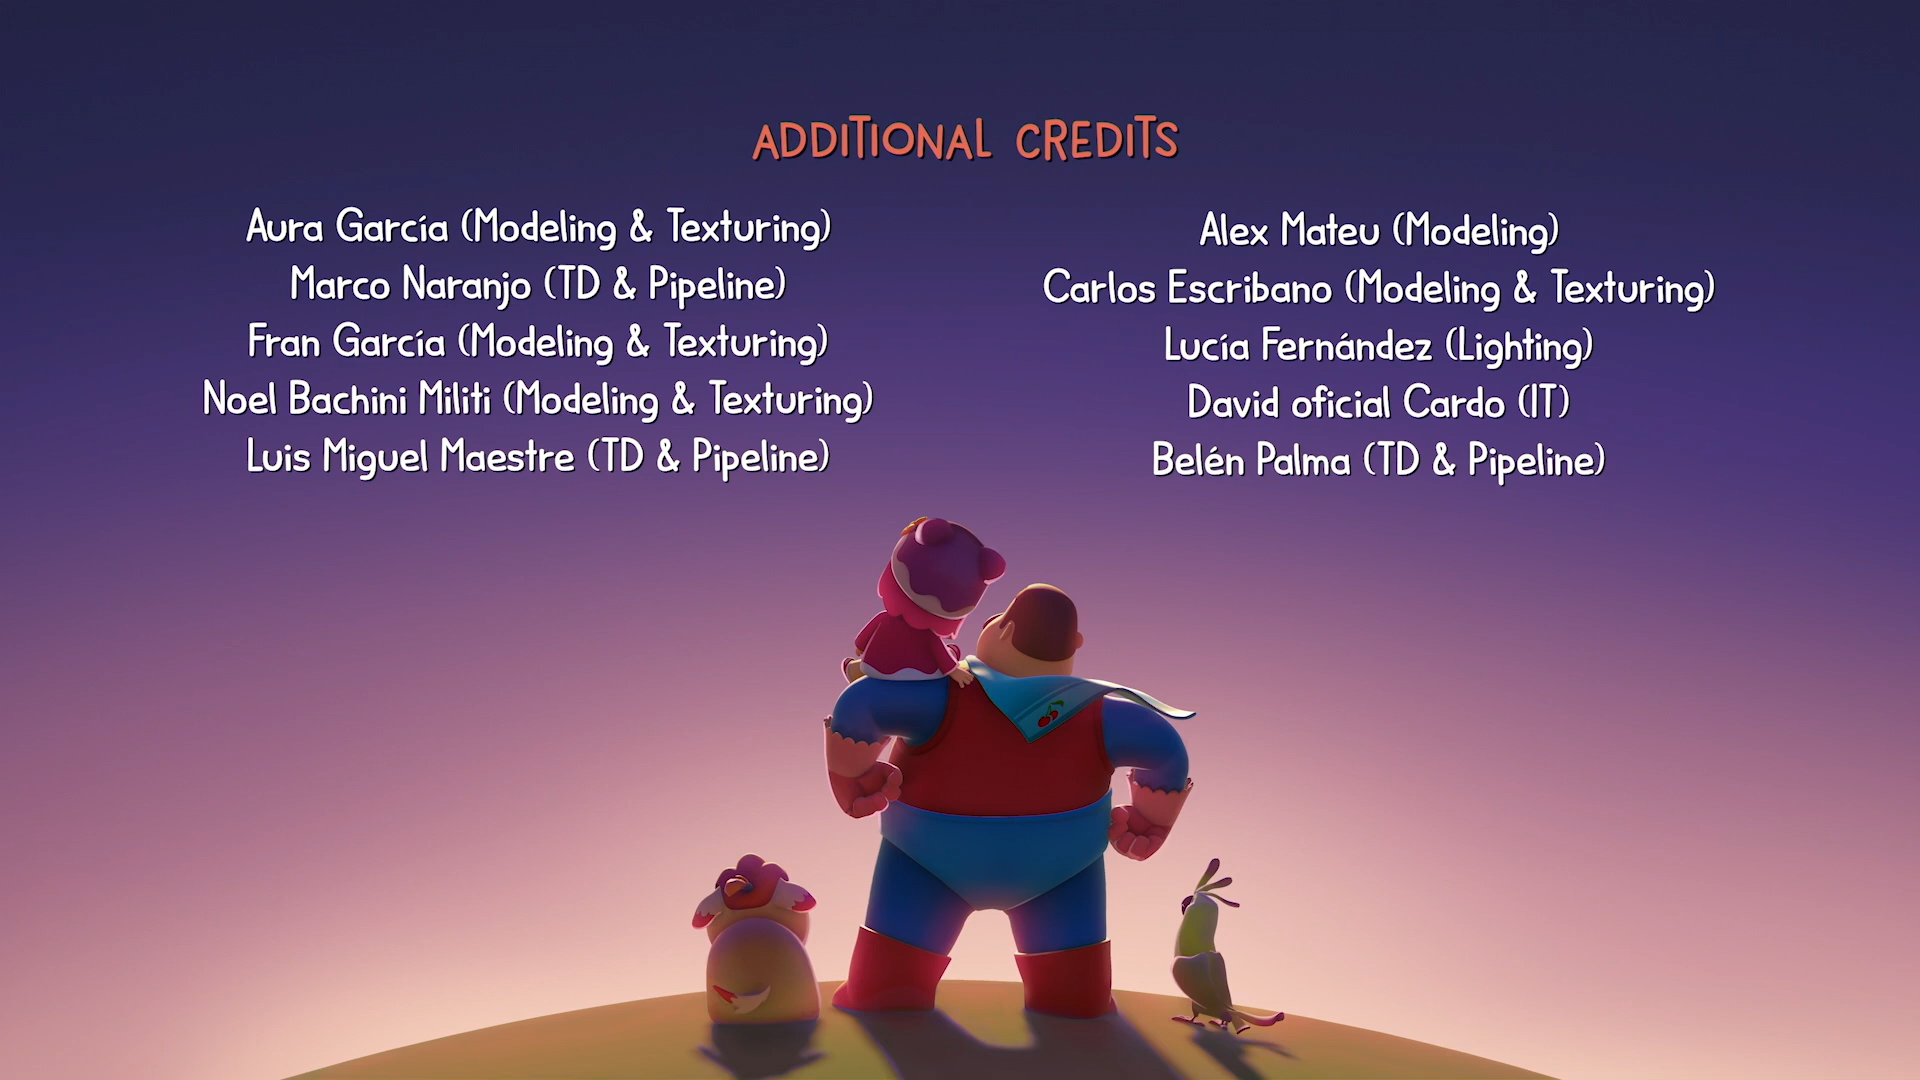 ADDITIONAL CREDITS
Aura García (Modeling & Texturing)
Marco Naranjo (TD & Pipeline)
Fran García (Modeling & Texturing)
Noel Bachini Militi (Modeling & Texturing)
Luis Miguel Maestre (TD & Pipeline)
Alex Mateu (Modeling)
Carlos Escribano (Modeling & Texturing)
Lucía Fernández (Lighting)
David oficial Cardo (IT)
Belén Palma (TD & Pipeline)